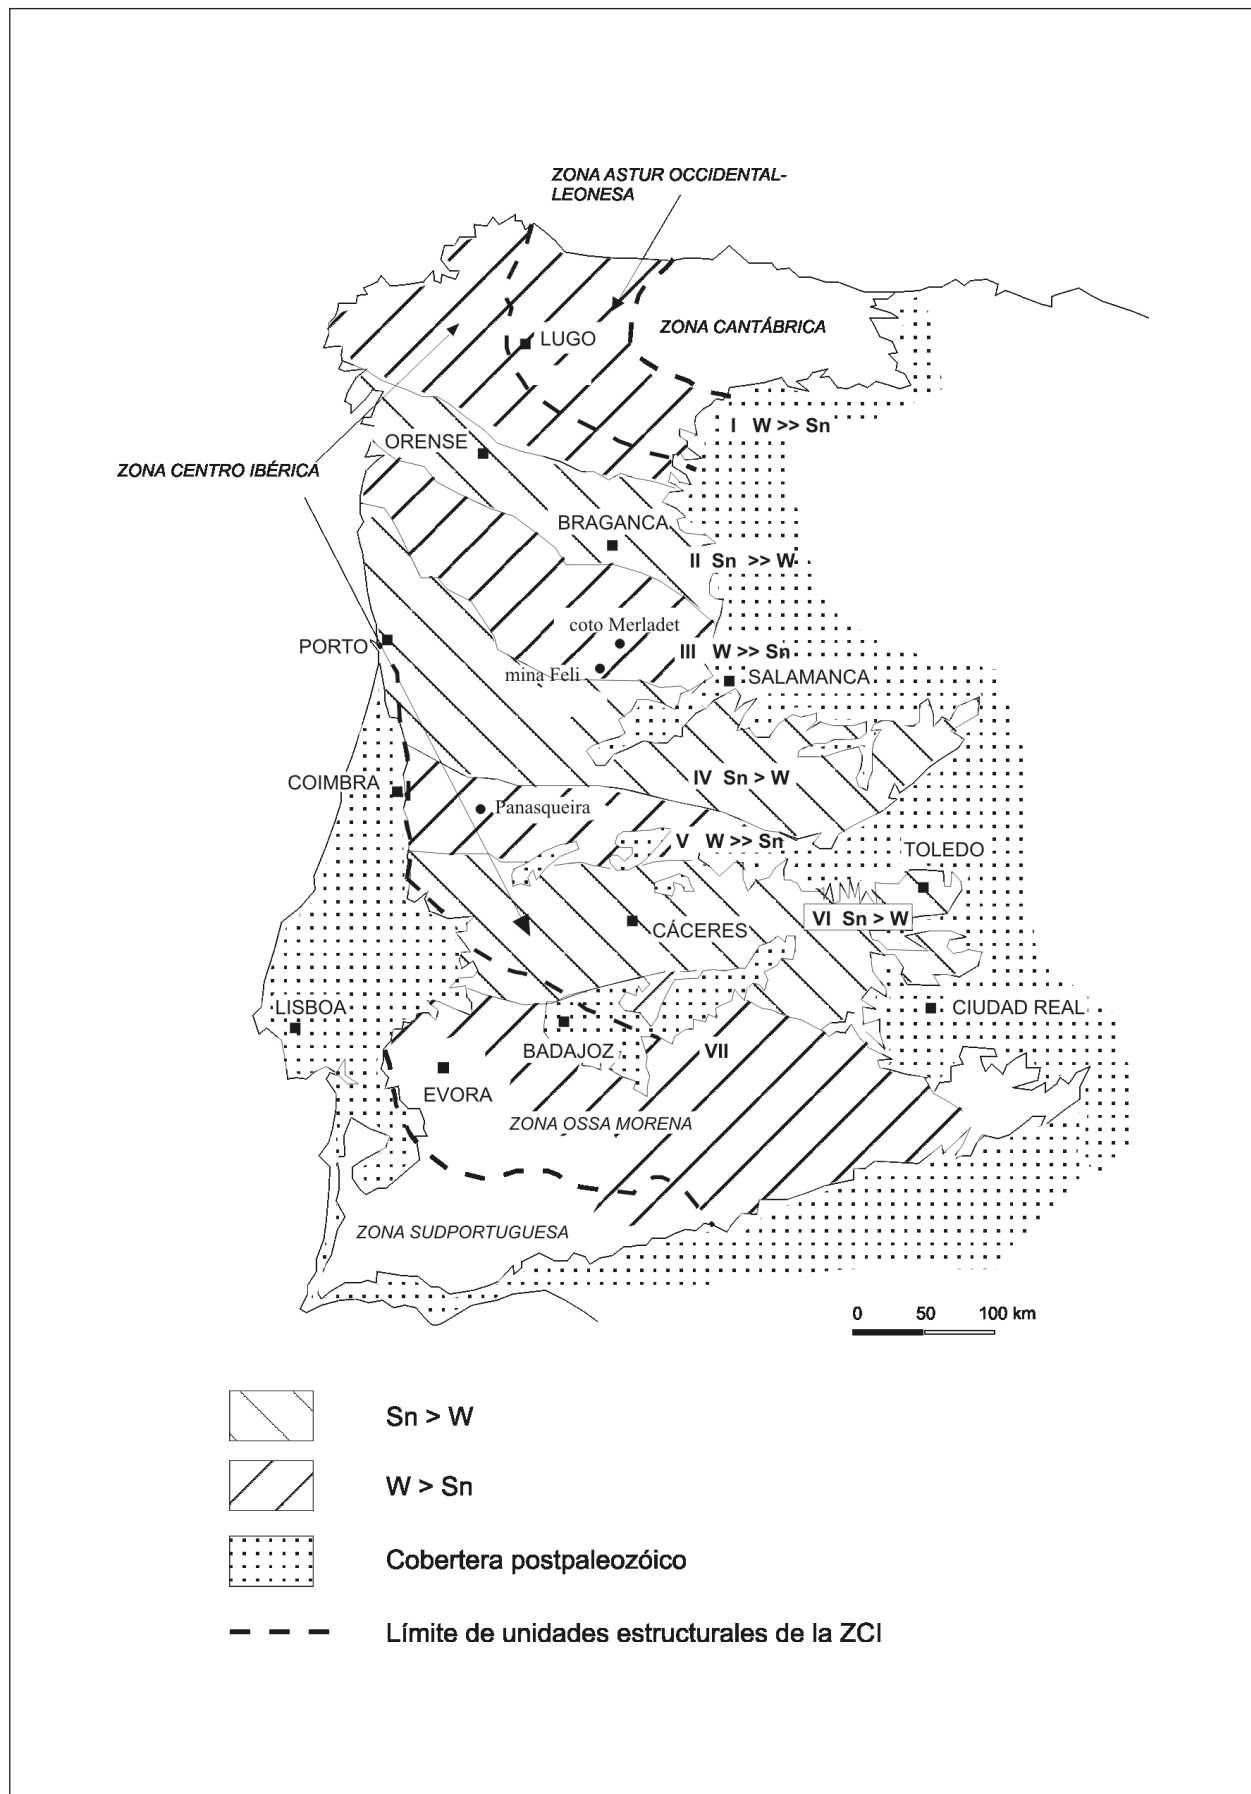 ZONA ASTUR OCCIDENTAL-
LEONESA
ZONA CANTÁBRICA
LUGO
I W >> Sn
ORENSE
ZONA CENTRO IBÉRICA
BRAGANCA
II Sn >> W
coto Merladet
PORTO
III W >> Sn
mina Feli
SALAMANCA
IV Sn > W
COIMBRA
Panasqueira
V W >> Sn
TOLEDO
VI Sn > W
CÁCERES
LISBOA
CIUDAD REAL
BADAJOZ
VII
EVORA
ZONA OSSA MORENA
ZONA SUDPORTUGUESA
0 50 100 km
Sn > W
W > Sn
Cobertera postpaleozóico
Límite de unidades estructurales de la ZCI